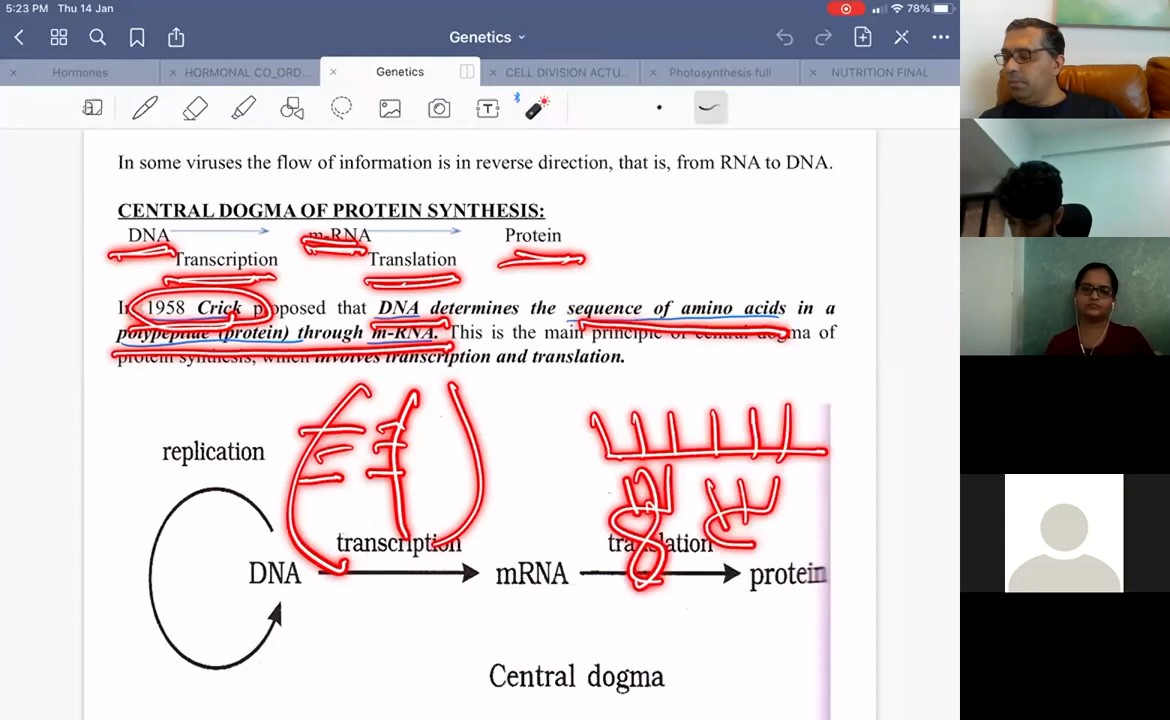 5:23 PM Thu 14 Jan
78%
Genetics
Hormones
HORMONAL CO_ORD...
Genetics
CELL DIVISION ACTU...
Photosynthesis full
NUTRITION FINAL
In some viruses the flow of information is in reverse direction, that is, from RNA to DNA.
CENTRAL DOGMA OF PROTEIN SYNTHESIS:
DNA m-RNA Protein
Transcription Translation
In 1958 Crick proposed that DNA determines the sequence of amino acids in a
polypeptide (protein) through m-RNA. This is the main principle of central dogma of
protein synthesis, which involves transcription and translation.
replication
transcription translation
DNA mRNA protein
Central dogma